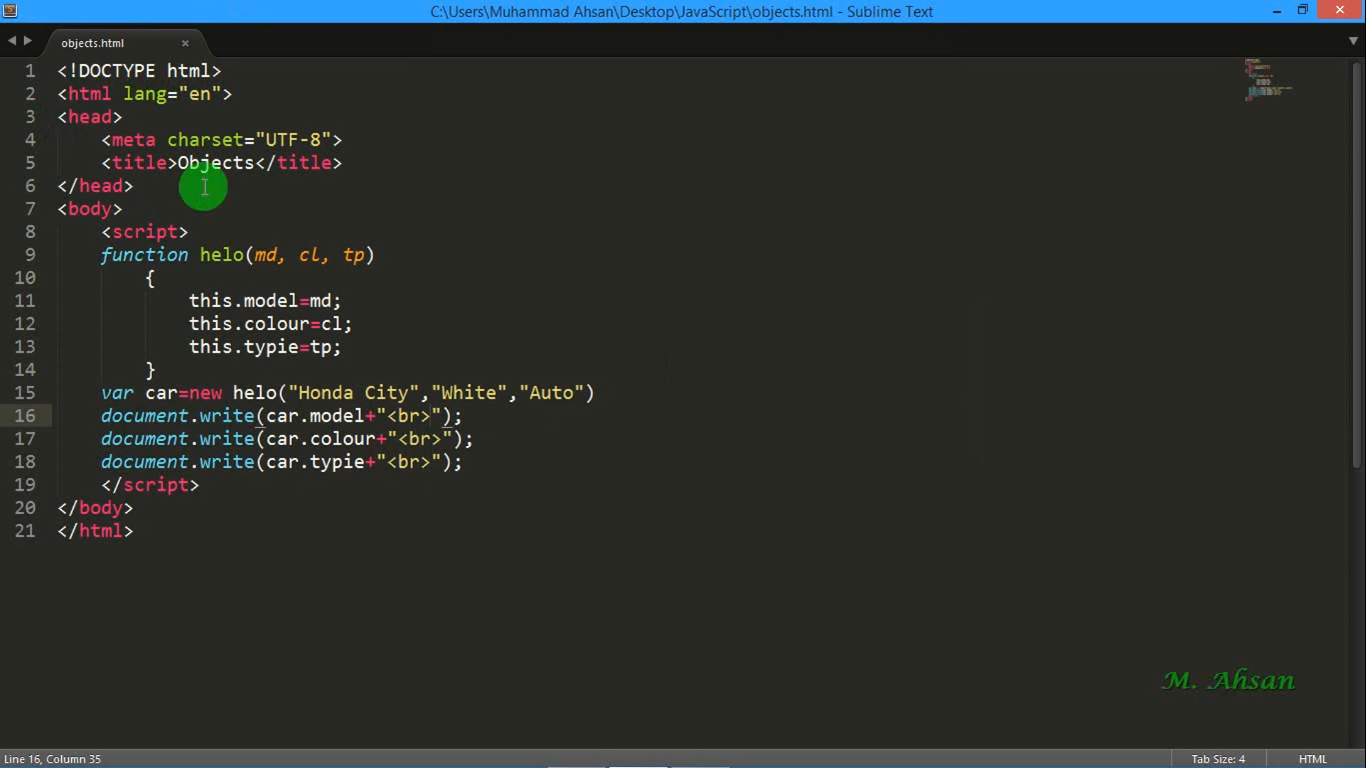 C:\Users\Muhammad Ahsan\Desktop\JavaScript\objects.html - Sublime Text
objects.html
1 <!DOCTYPE html>
2 <html lang="en">
3 <head>
4 <meta charset="UTF-8">
5 <title>Objects</title>
6 </head>
7 <body>
8 <script>
9 function helo(md, cl, tp)
10 {
11 this.model=md;
12 this.colour=cl;
13 this.typie=tp;
14 }
15 var car=new helo("Honda City","White","Auto")
16 document.write(car.model+"<br>");
17 document.write(car.colour+"<br>");
18 document.write(car.typie+"<br>");
19 </script>
20 </body>
21 </html>
M. Ahsan
Line 16, Column 35
Tab Size: 4
HTML